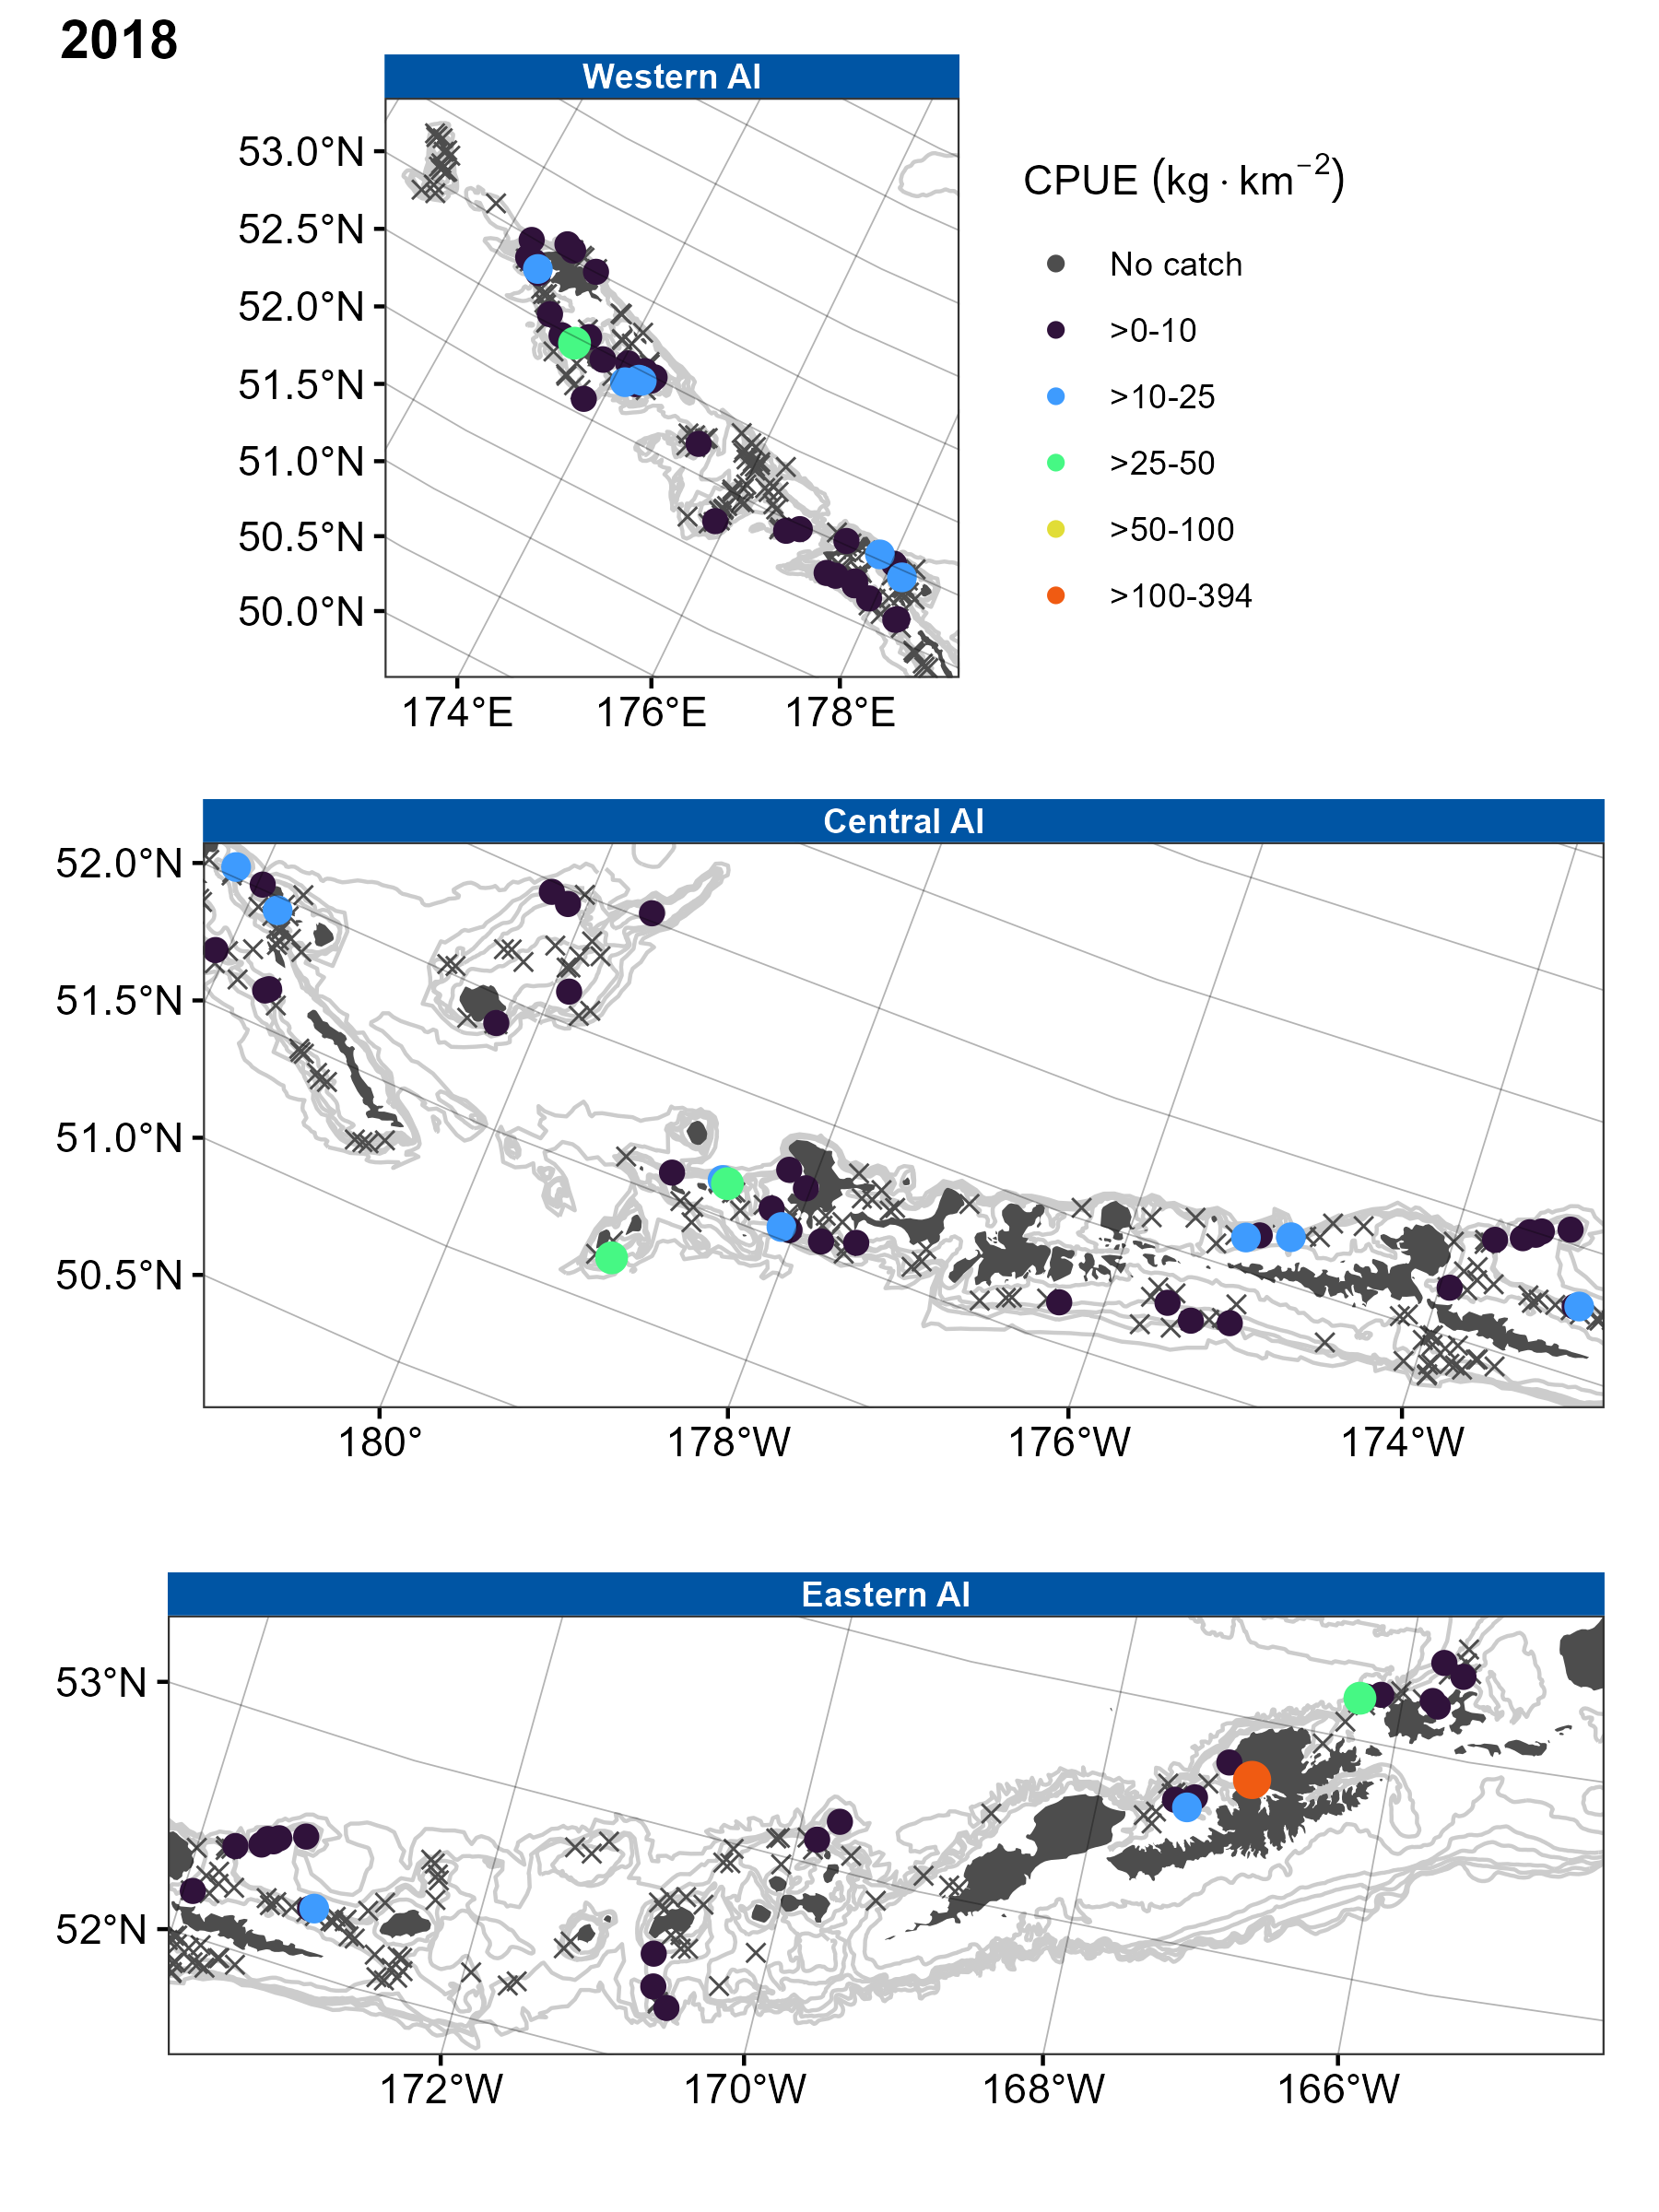 2018
Western AI
53.0°N
52.5°N
52.0°N
51.5°N
51.0°N
50.5°N
50.0°N
174°E 176°E 178°E
CPUE (kg · km⁻²)
No catch
>0-10
>10-25
>25-50
>50-100
>100-394
Central AI
52.0°N
51.5°N
51.0°N
50.5°N
180° 178°W 176°W 174°W
Eastern AI
53°N
52°N
172°W 170°W 168°W 166°W